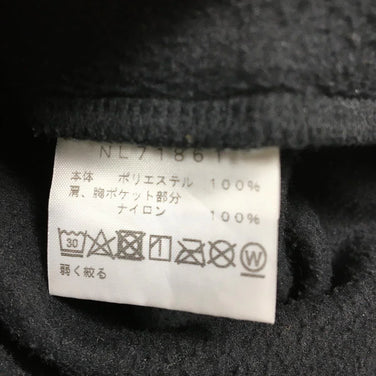 NL71861
本体 ポリエステル 100%
肩、胸ポケット部分
ナイロン 100%
30 W
弱く絞る